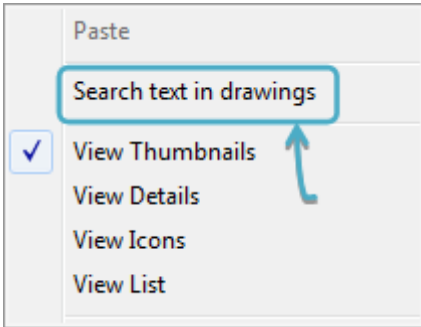 Paste
Search text in drawings
View Thumbnails
View Details
View Icons
View List